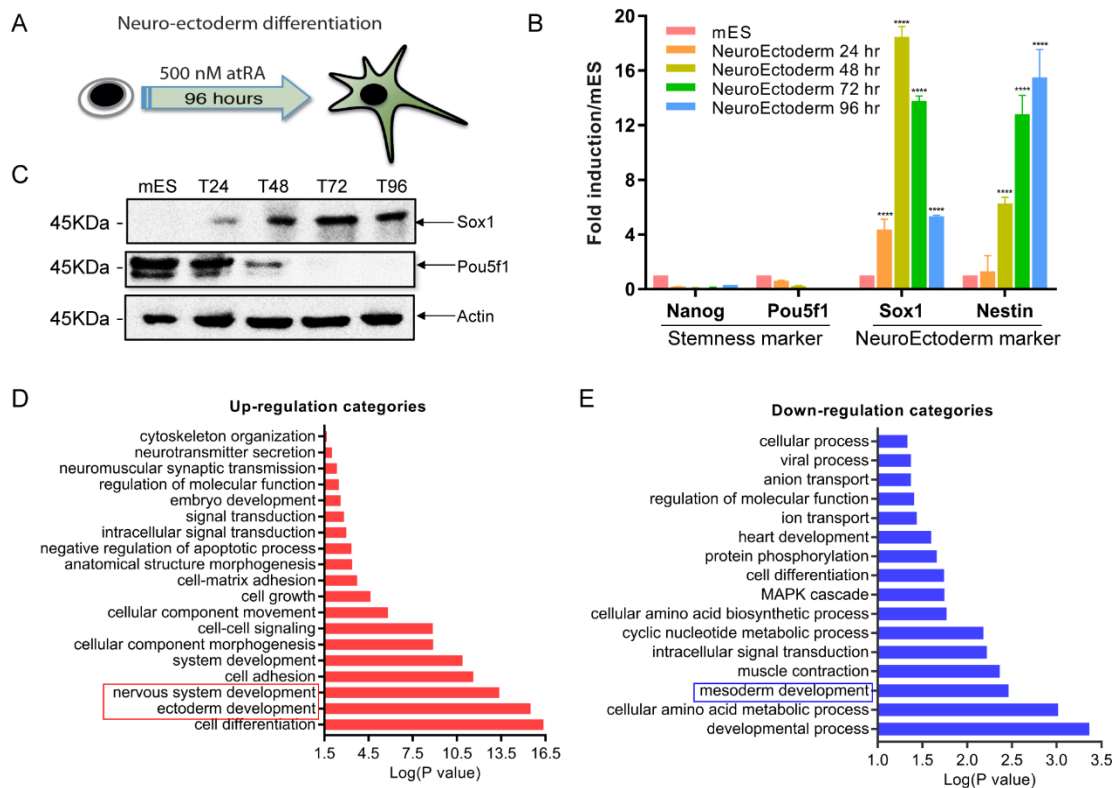 A
Neuro-ectoderm differentiation
500 nM atRA
96 hours
B
Fold induction/mES
20
16
12
8
4
0
mES
NeuroEctoderm 24 hr
NeuroEctoderm 48 hr
NeuroEctoderm 72 hr
NeuroEctoderm 96 hr
**** **** **** **** **** **** ****
Nanog Pou5f1 Sox1 Nestin
Stemness marker NeuroEctoderm marker
C
mES T24 T48 T72 T96
45KDa - Sox1
45KDa - Pou5f1
45KDa - Actin
D
Up-regulation categories
cytoskeleton organization
neurotransmitter secretion
neuromuscular synaptic transmission
regulation of molecular function
embryo development
signal transduction
intracellular signal transduction
negative regulation of apoptotic process
anatomical structure morphogenesis
cell-matrix adhesion
cell growth
cellular component movement
cell-cell signaling
cellular component morphogenesis
system development
cell adhesion
nervous system development
ectoderm development
cell differentiation
1.5 4.5 7.5 10.5 13.5 16.5
Log(P value)
E
Down-regulation categories
cellular process
viral process
anion transport
regulation of molecular function
ion transport
heart development
protein phosphorylation
cell differentiation
MAPK cascade
cellular amino acid biosynthetic process
cyclic nucleotide metabolic process
intracellular signal transduction
muscle contraction
mesoderm development
cellular amino acid metabolic process
developmental process
1.0 1.5 2.0 2.5 3.0 3.5
Log(P value)